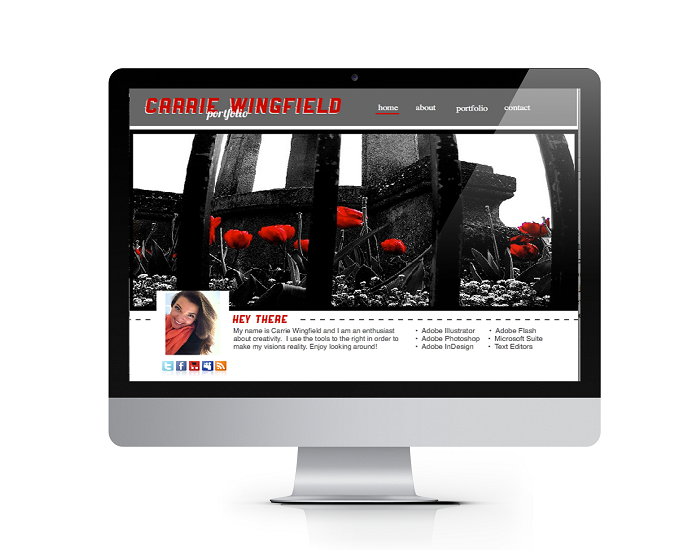 CARRIE WINGFIELD
portfolio
home about portfolio contact
HEY THERE
My name is Carrie Wingfield and I am an enthusiast
about creativity. I use the tools to the right in order to
make my visions reality. Enjoy looking around!
• Adobe Illustrator
• Adobe Photoshop
• Adobe InDesign
• Adobe Flash
• Microsoft Suite
• Text Editors